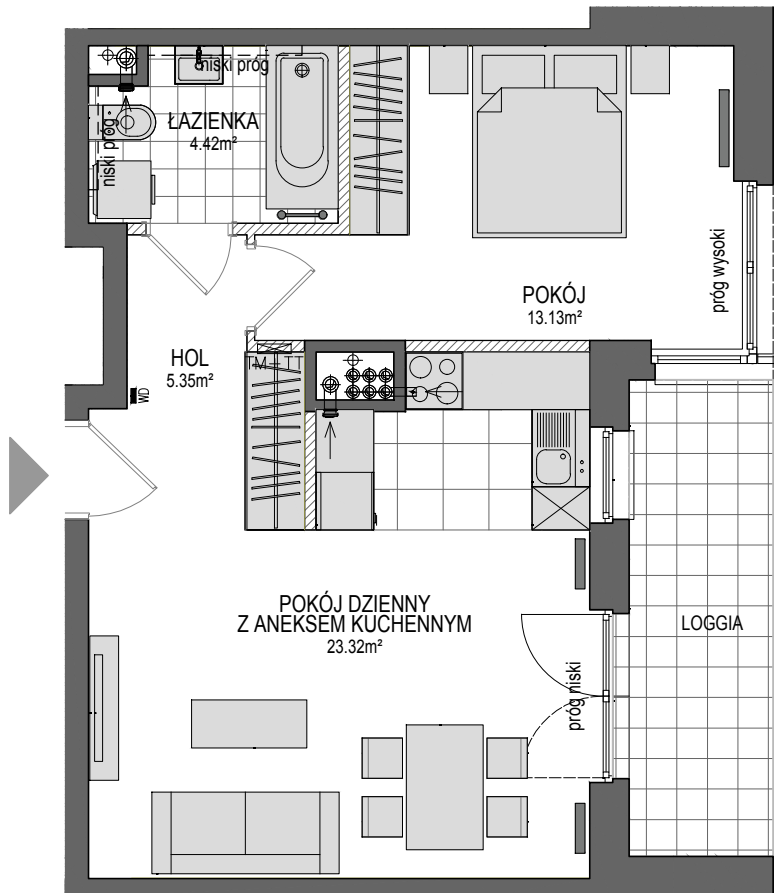 niski próg
ŁAZIENKA
4.42m²
niski próg
POKÓJ
13.13m²
próg wysoki
HOL
5.35m²
TM
TT
WD
POKÓJ DZIENNY
Z ANEKSEM KUCHENNYM
23.32m²
LOGGIA
próg niski